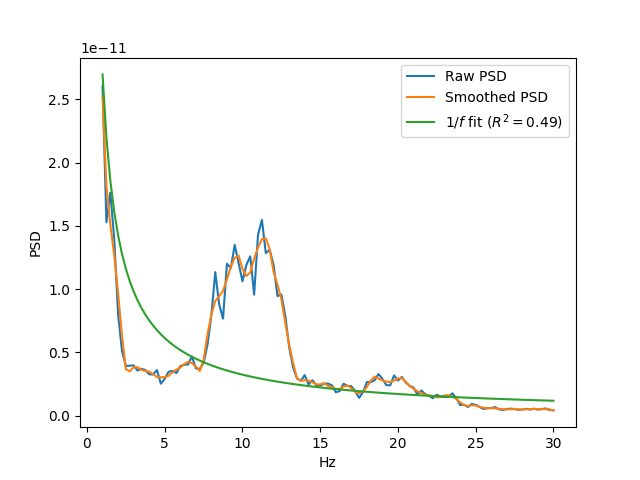 1e−11
Raw PSD
Smoothed PSD
1/f fit (R² = 0.49)
2.5
2.0
1.5
1.0
0.5
0.0
PSD
0 5 10 15 20 25 30
Hz